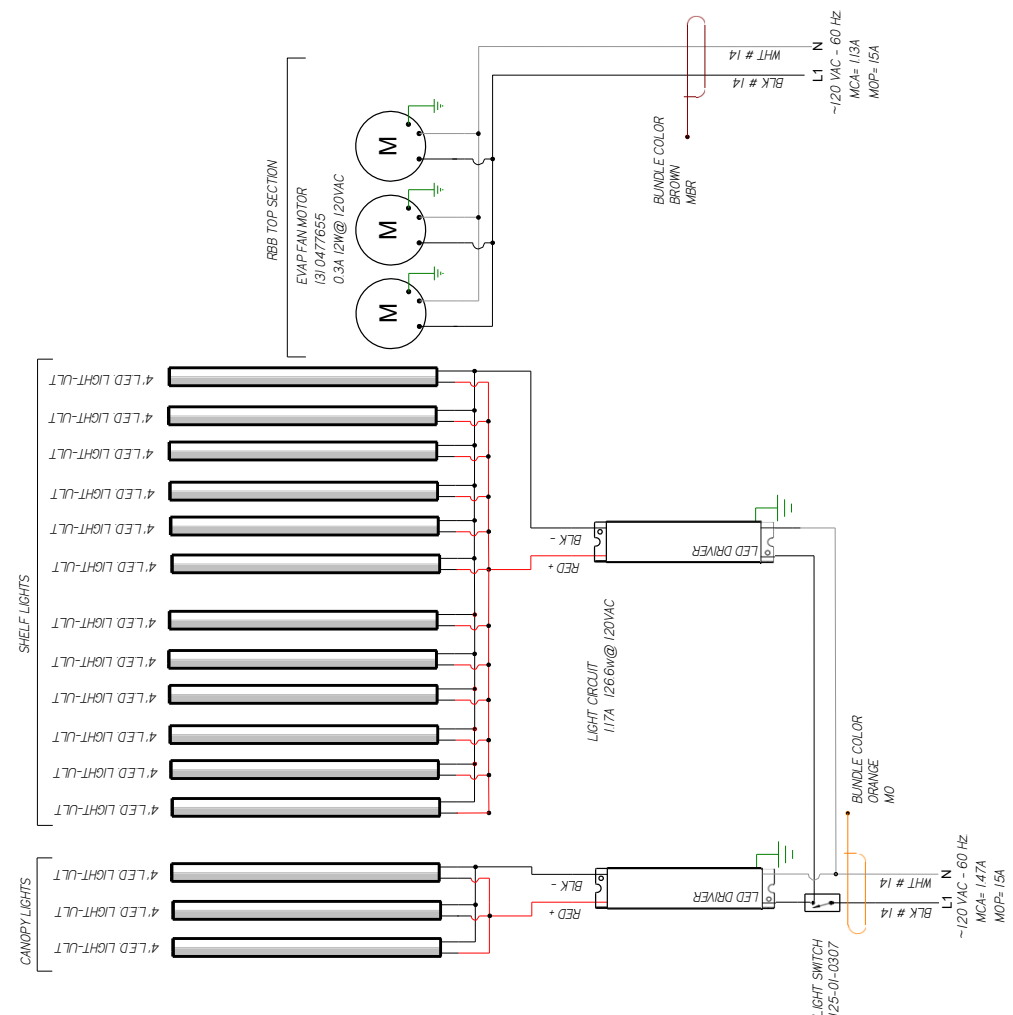 RBB TOP SECTION
EVAP FAN MOTOR
131 0477655
0.3A 12W@ 120VAC
M
M
M
WHT # 14
BLK # 14
N
L1
~120 VAC - 60 Hz
MCA= 1.13A
MOP= 15A
BUNDLE COLOR
BROWN
MBR
SHELF LIGHTS
4' LED. LIGHT-ULT
4' LED. LIGHT-ULT
4' LED. LIGHT-ULT
4' LED. LIGHT-ULT
4' LED. LIGHT-ULT
4' LED. LIGHT-ULT
4' LED. LIGHT-ULT
4' LED. LIGHT-ULT
4' LED. LIGHT-ULT
4' LED. LIGHT-ULT
4' LED. LIGHT-ULT
4' LED. LIGHT-ULT
BLK -
RED +
LED DRIVER
LIGHT CIRCUIT
1.17A 126.6w@ 120VAC
BUNDLE COLOR
ORANGE
MO
CANOPY LIGHTS
4' LED. LIGHT-ULT
4' LED. LIGHT-ULT
4' LED. LIGHT-ULT
BLK -
RED +
LED DRIVER
WHT # 14
BLK # 14
N
L1
~120 VAC - 60 Hz
MCA= 1.47A
MOP= 15A
LIGHT SWITCH
125-01-0307